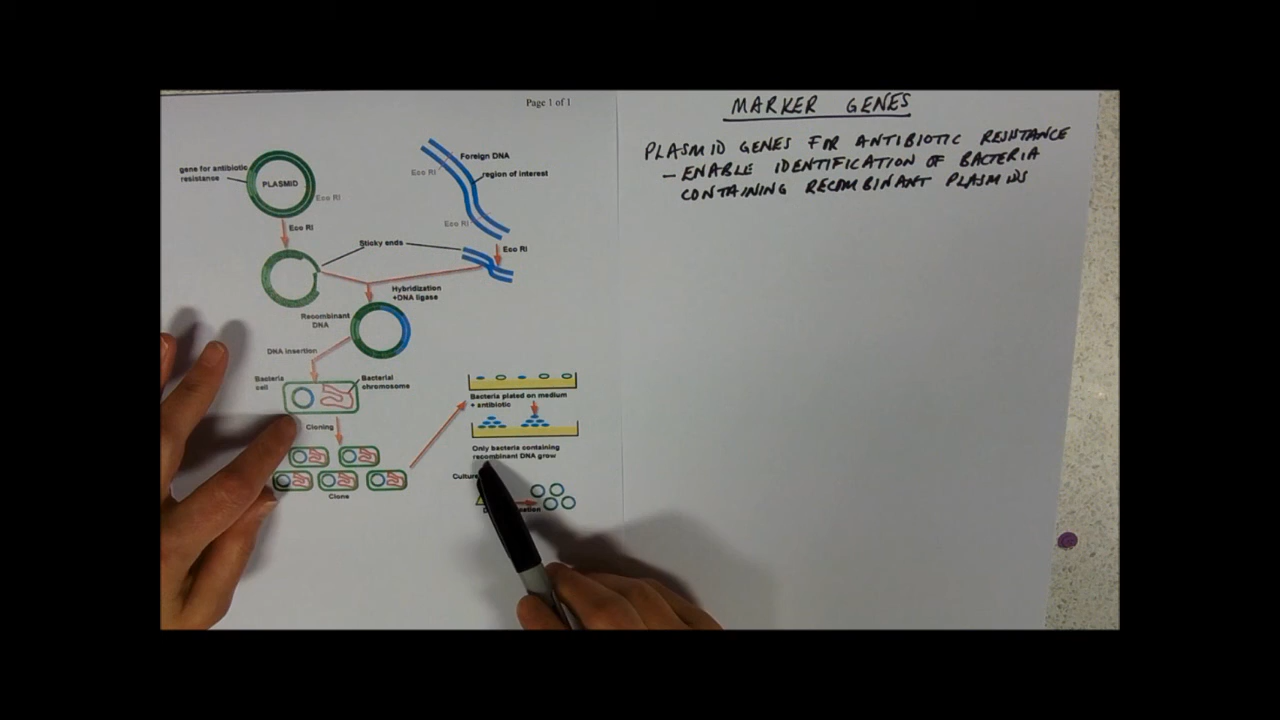 Page 1 of 1
MARKER GENES
PLASMID GENES FOR ANTIBIOTIC RESISTANCE
- ENABLE IDENTIFICATION OF BACTERIA
CONTAINING RECOMBINANT PLASMIDS
gene for antibiotic
resistance
PLASMID
Eco RI
Eco RI
Foreign DNA
region of interest
Eco RI
Eco RI
Sticky ends
Eco RI
Hybridization
+DNA ligase
Recombinant
DNA
DNA insertion
Bacteria
cell
Bacterial
chromosome
Cloning
Clone
Bacteria plated on medium
+ antibiotic
Only bacteria containing
recombinant DNA grow
Culture